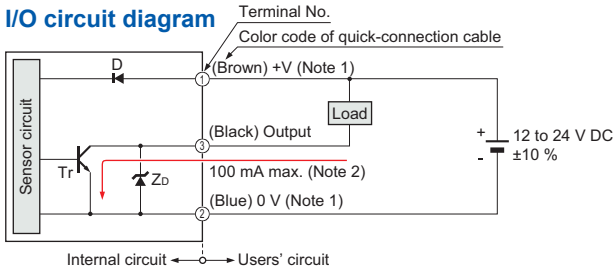 I/O circuit diagram
Terminal No.
Color code of quick-connection cable
D
1
(Brown) +V (Note 1)
Load
Sensor circuit
3
(Black) Output
+
12 to 24 V DC
-
±10 %
Tr
ZD
100 mA max. (Note 2)
2
(Blue) 0 V (Note 1)
Internal circuit
Users' circuit